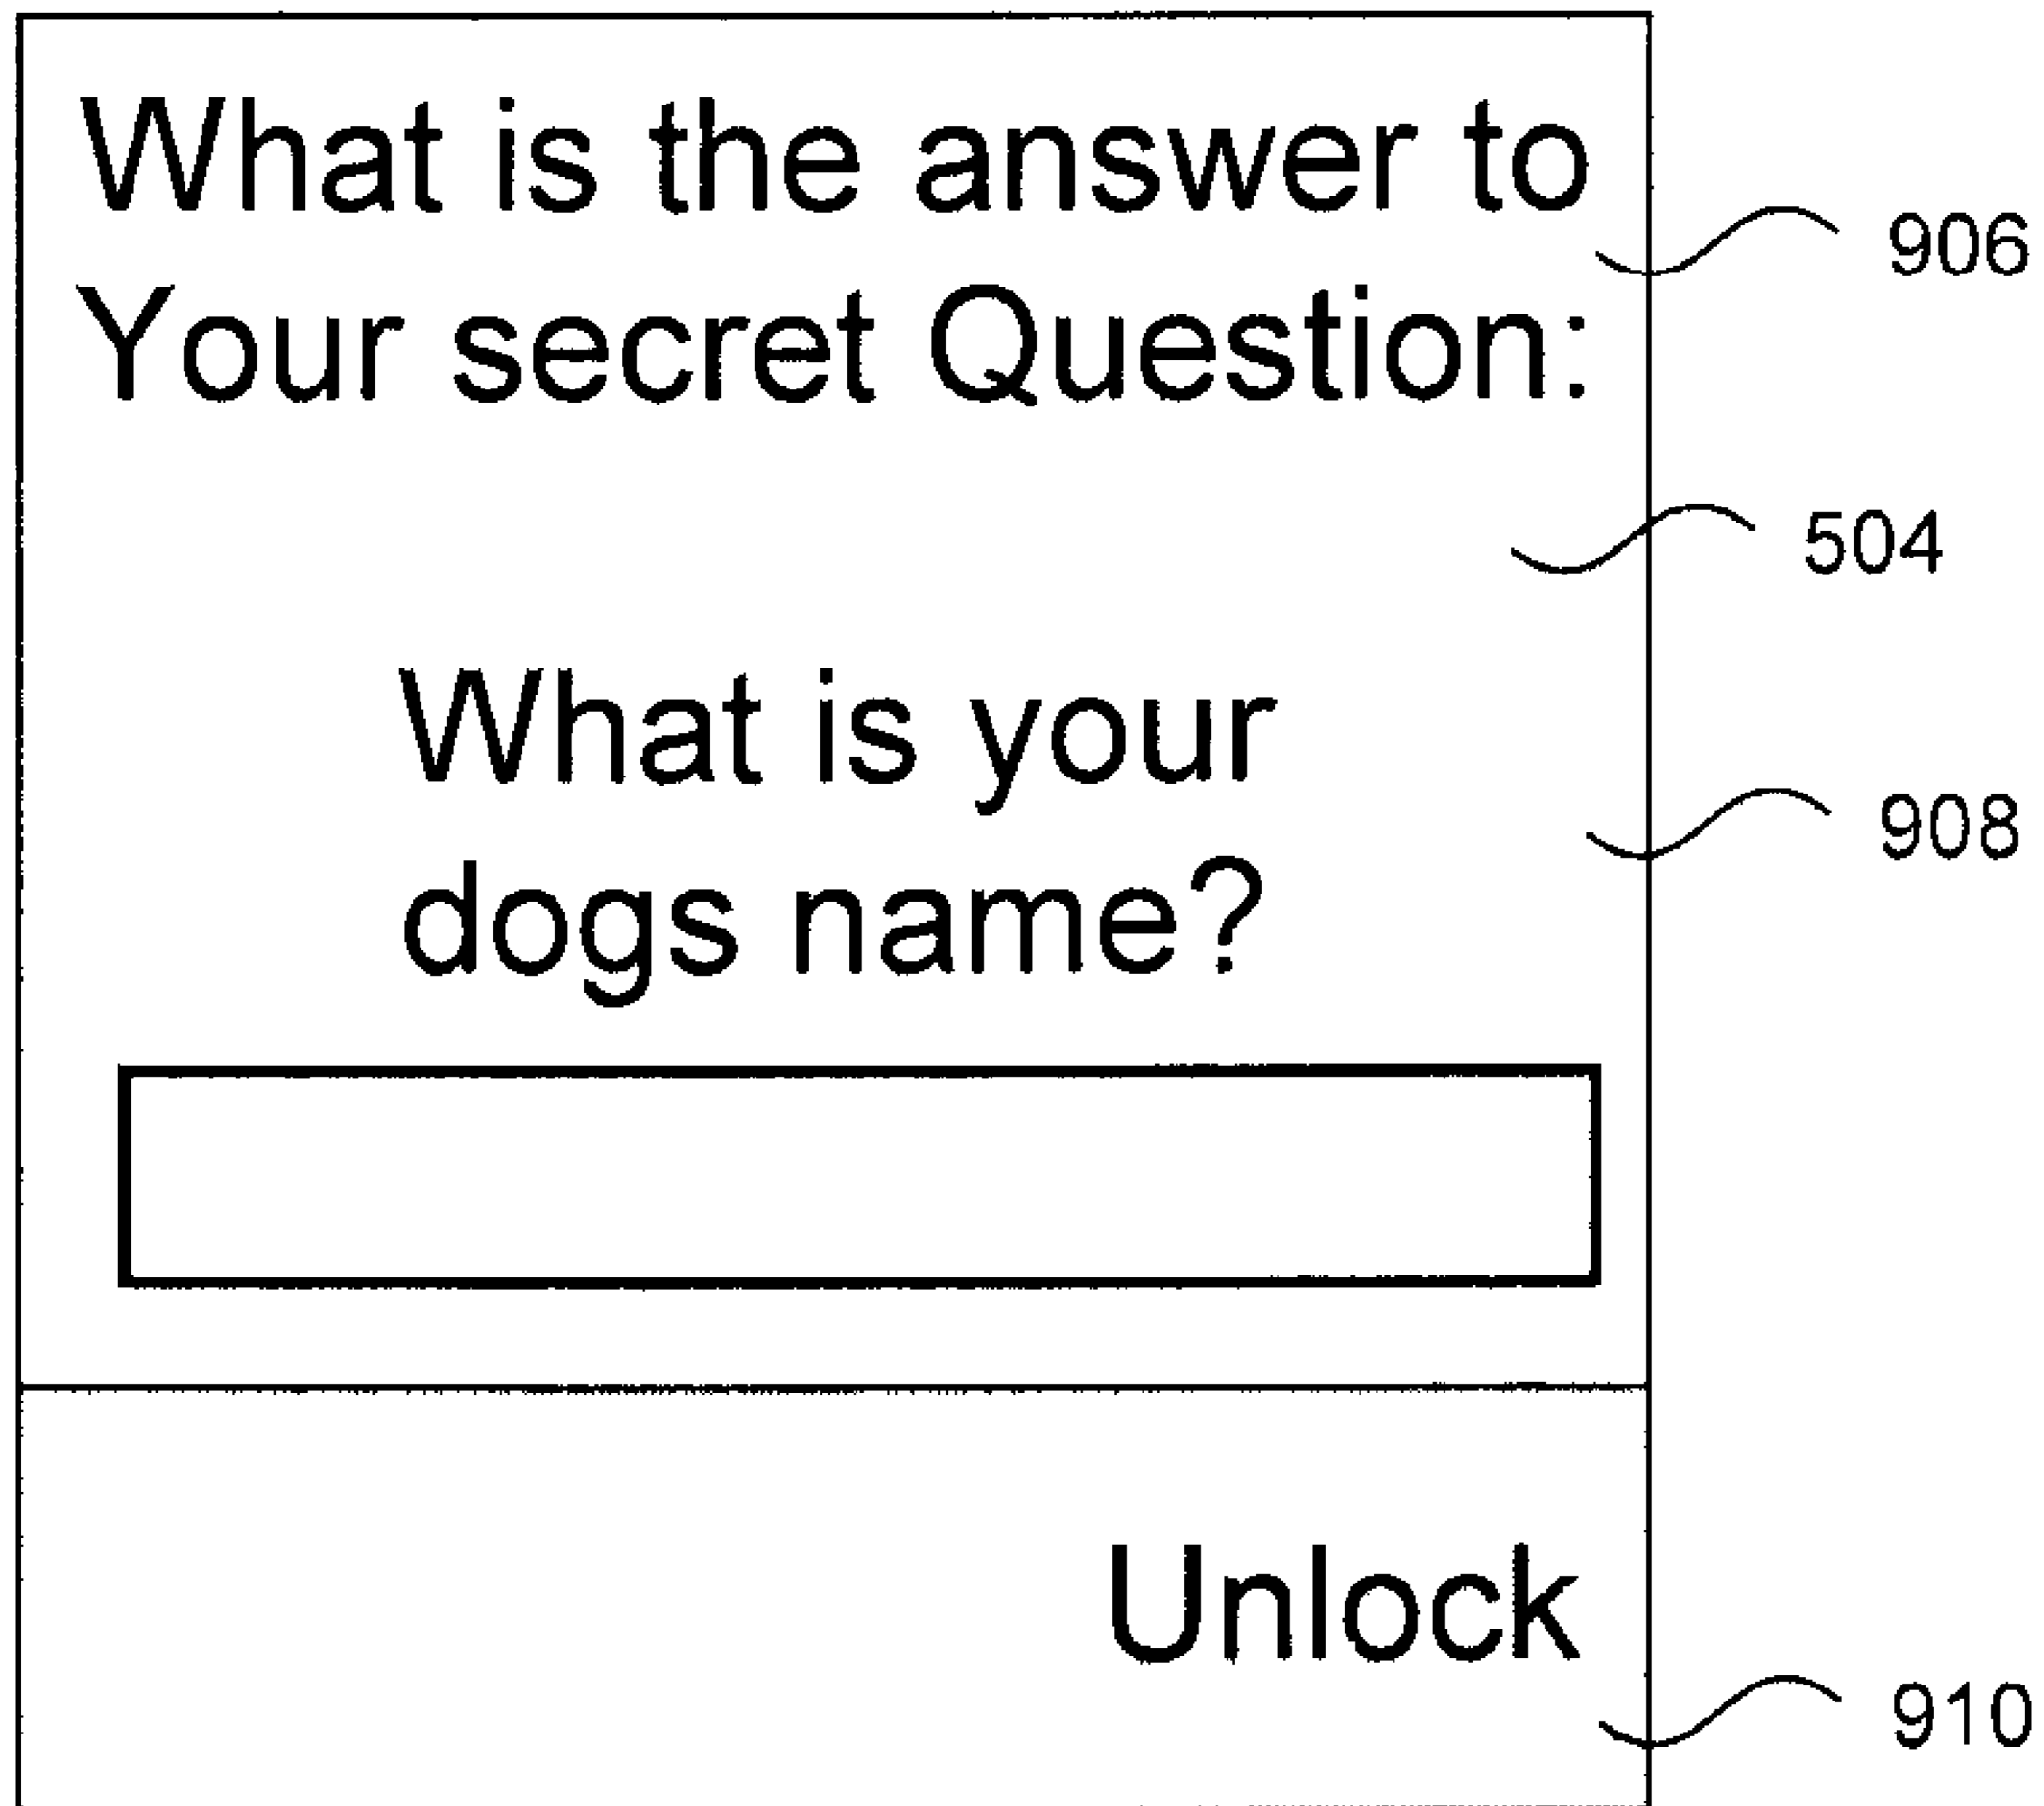 What is the answer to
906
Your secret Question:
504
What is your
908
dogs name?
Unlock
910